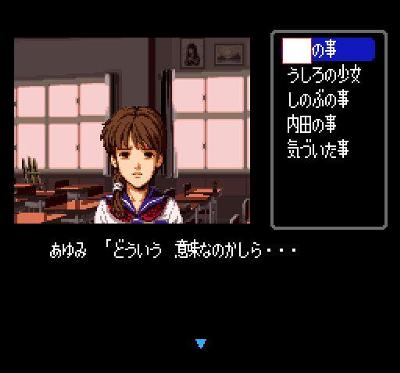 の事
うしろの少女
しのぶの事
内田の事
気づいた事
あゆみ 「どういう 意味なのかしら・・・